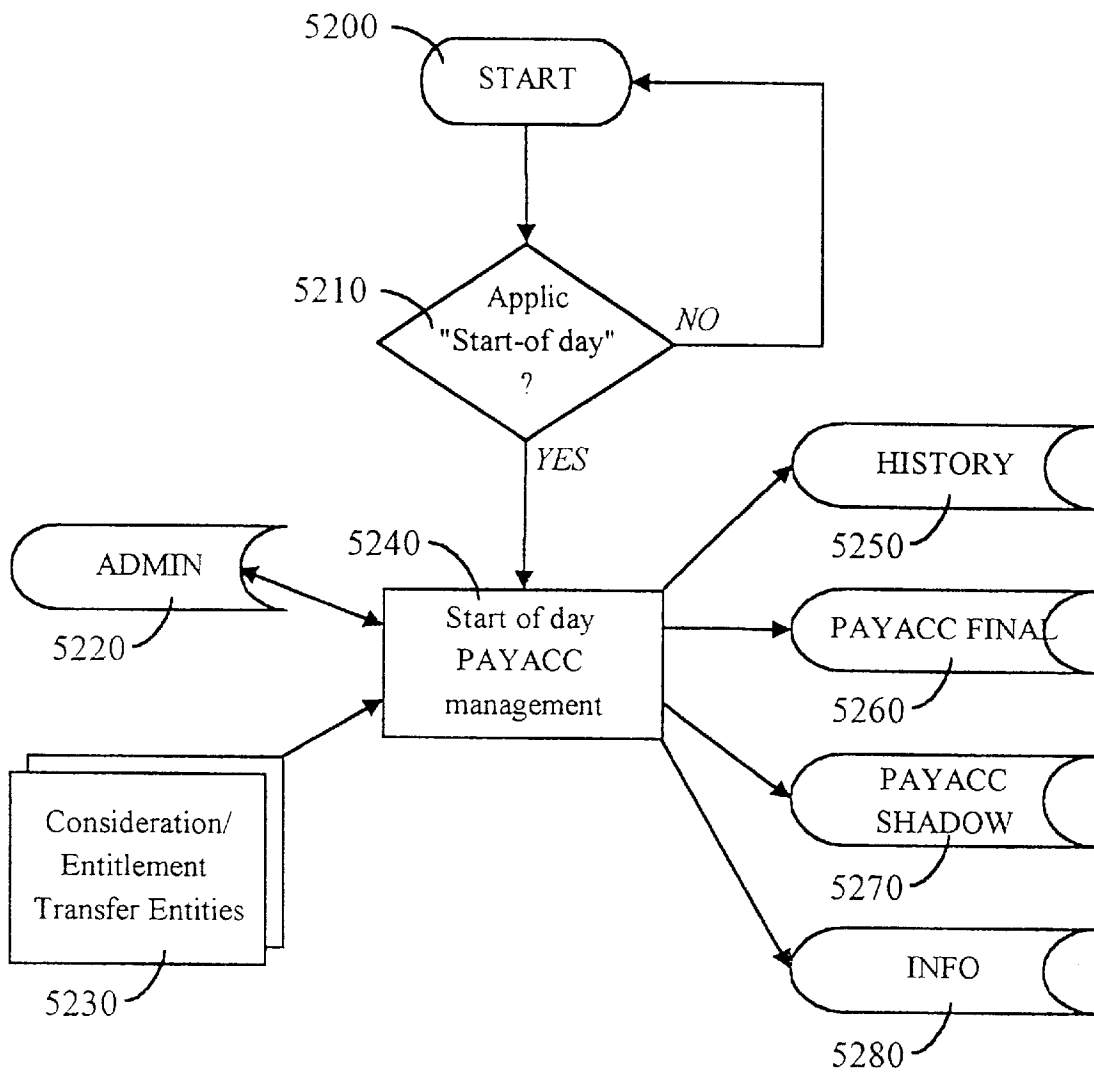 5200
START
5210
Applic
"Start-of day"
?
NO
YES
HISTORY
5250
5240
ADMIN
5220
Start of day
PAYACC
management
PAYACC FINAL
5260
Consideration/
Entitlement
Transfer Entities
5230
PAYACC
SHADOW
5270
INFO
5280